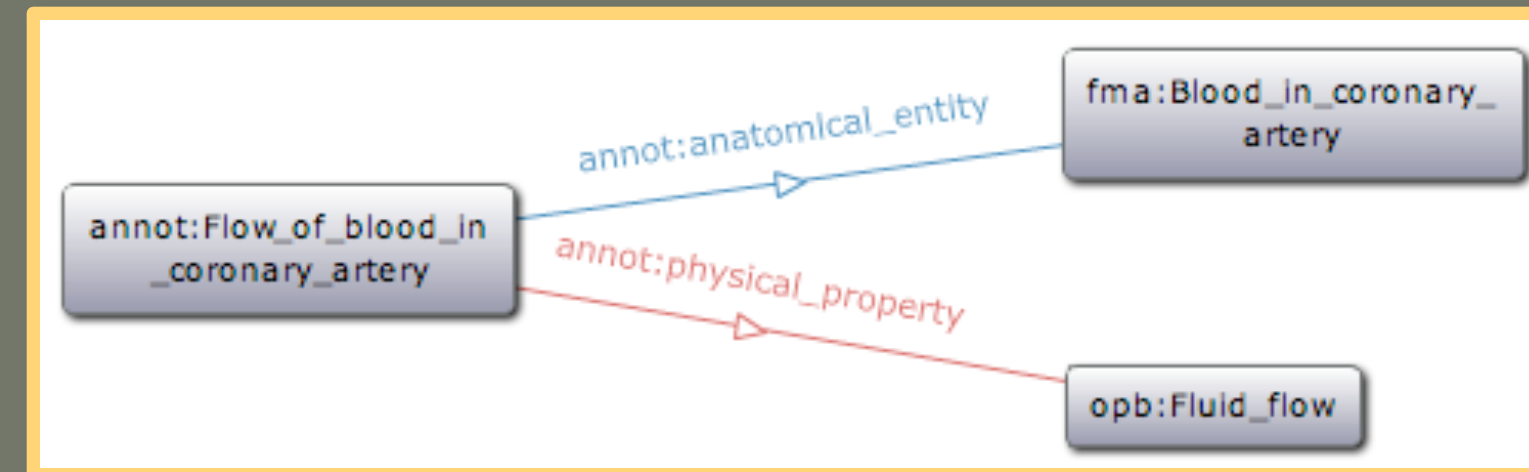 annot:Flow_of_blood_in
_coronary_artery
annot:anatomical_entity
fma:Blood_in_coronary_
artery
annot:physical_property
opb:Fluid_flow